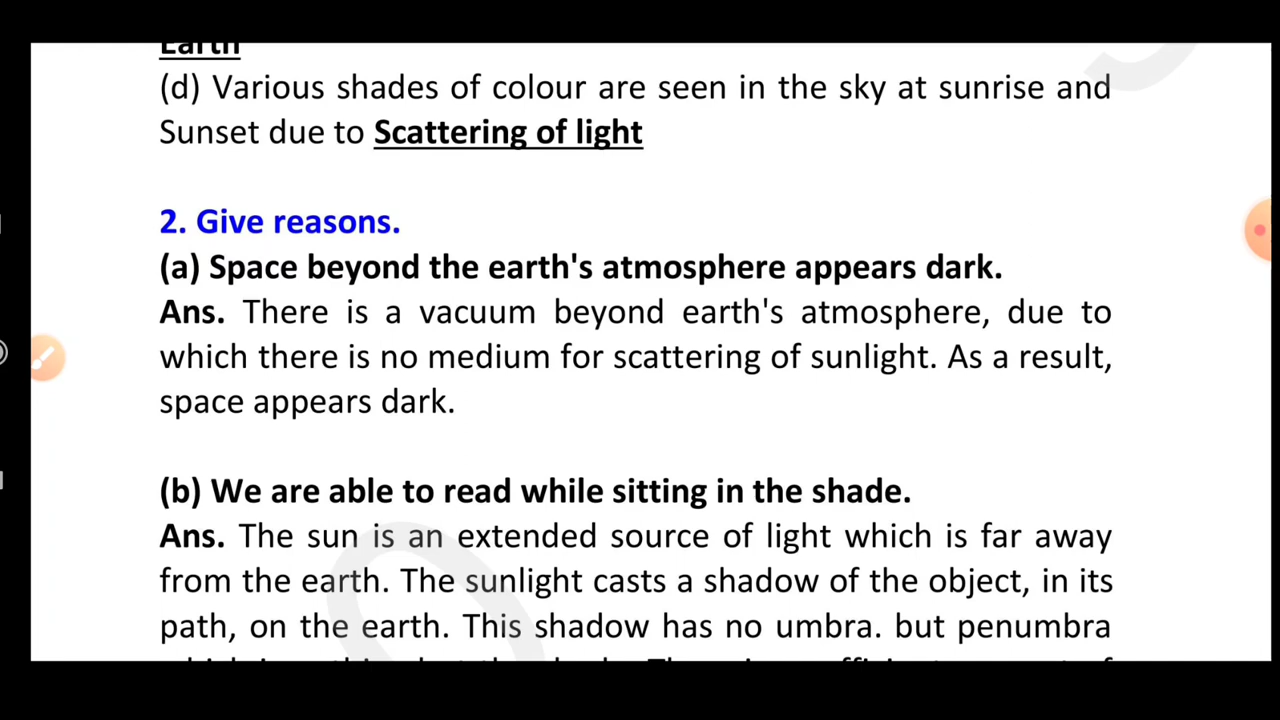 Earth
(d) Various shades of colour are seen in the sky at sunrise and
Sunset due to Scattering of light
2. Give reasons.
(a) Space beyond the earth's atmosphere appears dark.
Ans. There is a vacuum beyond earth's atmosphere, due to
which there is no medium for scattering of sunlight. As a result,
space appears dark.
(b) We are able to read while sitting in the shade.
Ans. The sun is an extended source of light which is far away
from the earth. The sunlight casts a shadow of the object, in its
path, on the earth. This shadow has no umbra. but penumbra